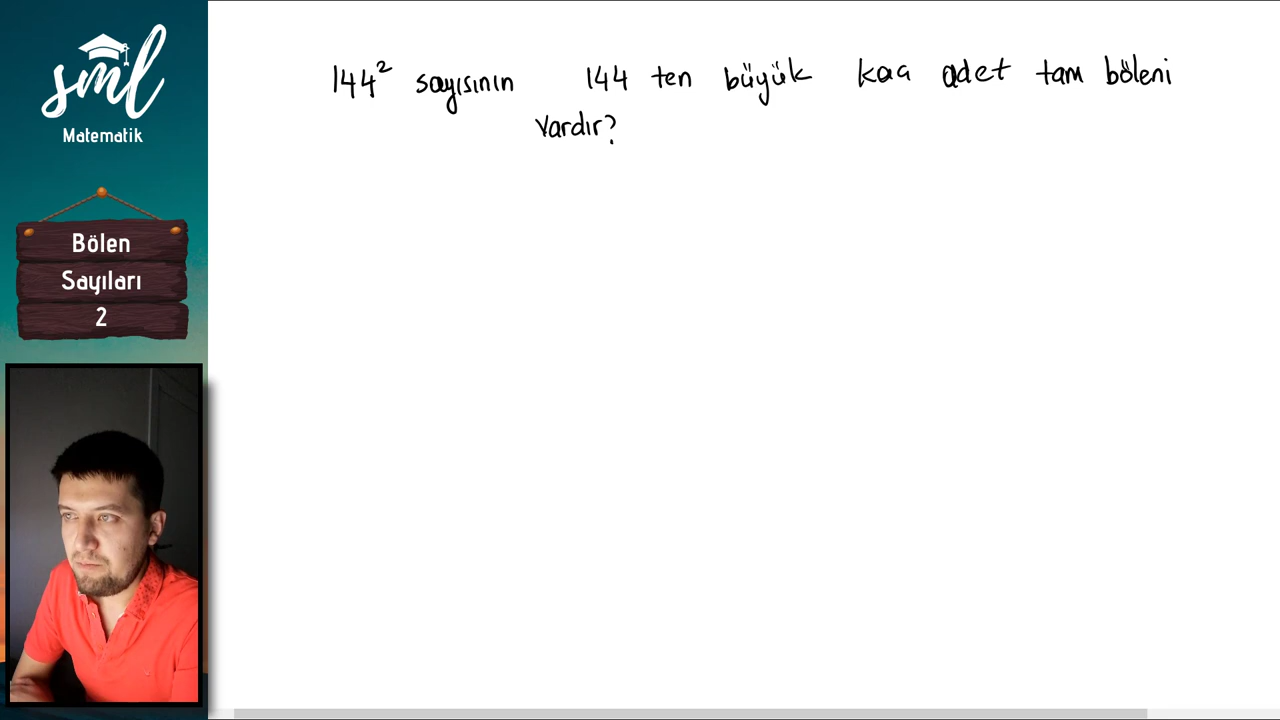 sml
Matematik
Bölen
Sayıları
2
144² sayısının 144 ten büyük kaç adet tam böleni
vardır?